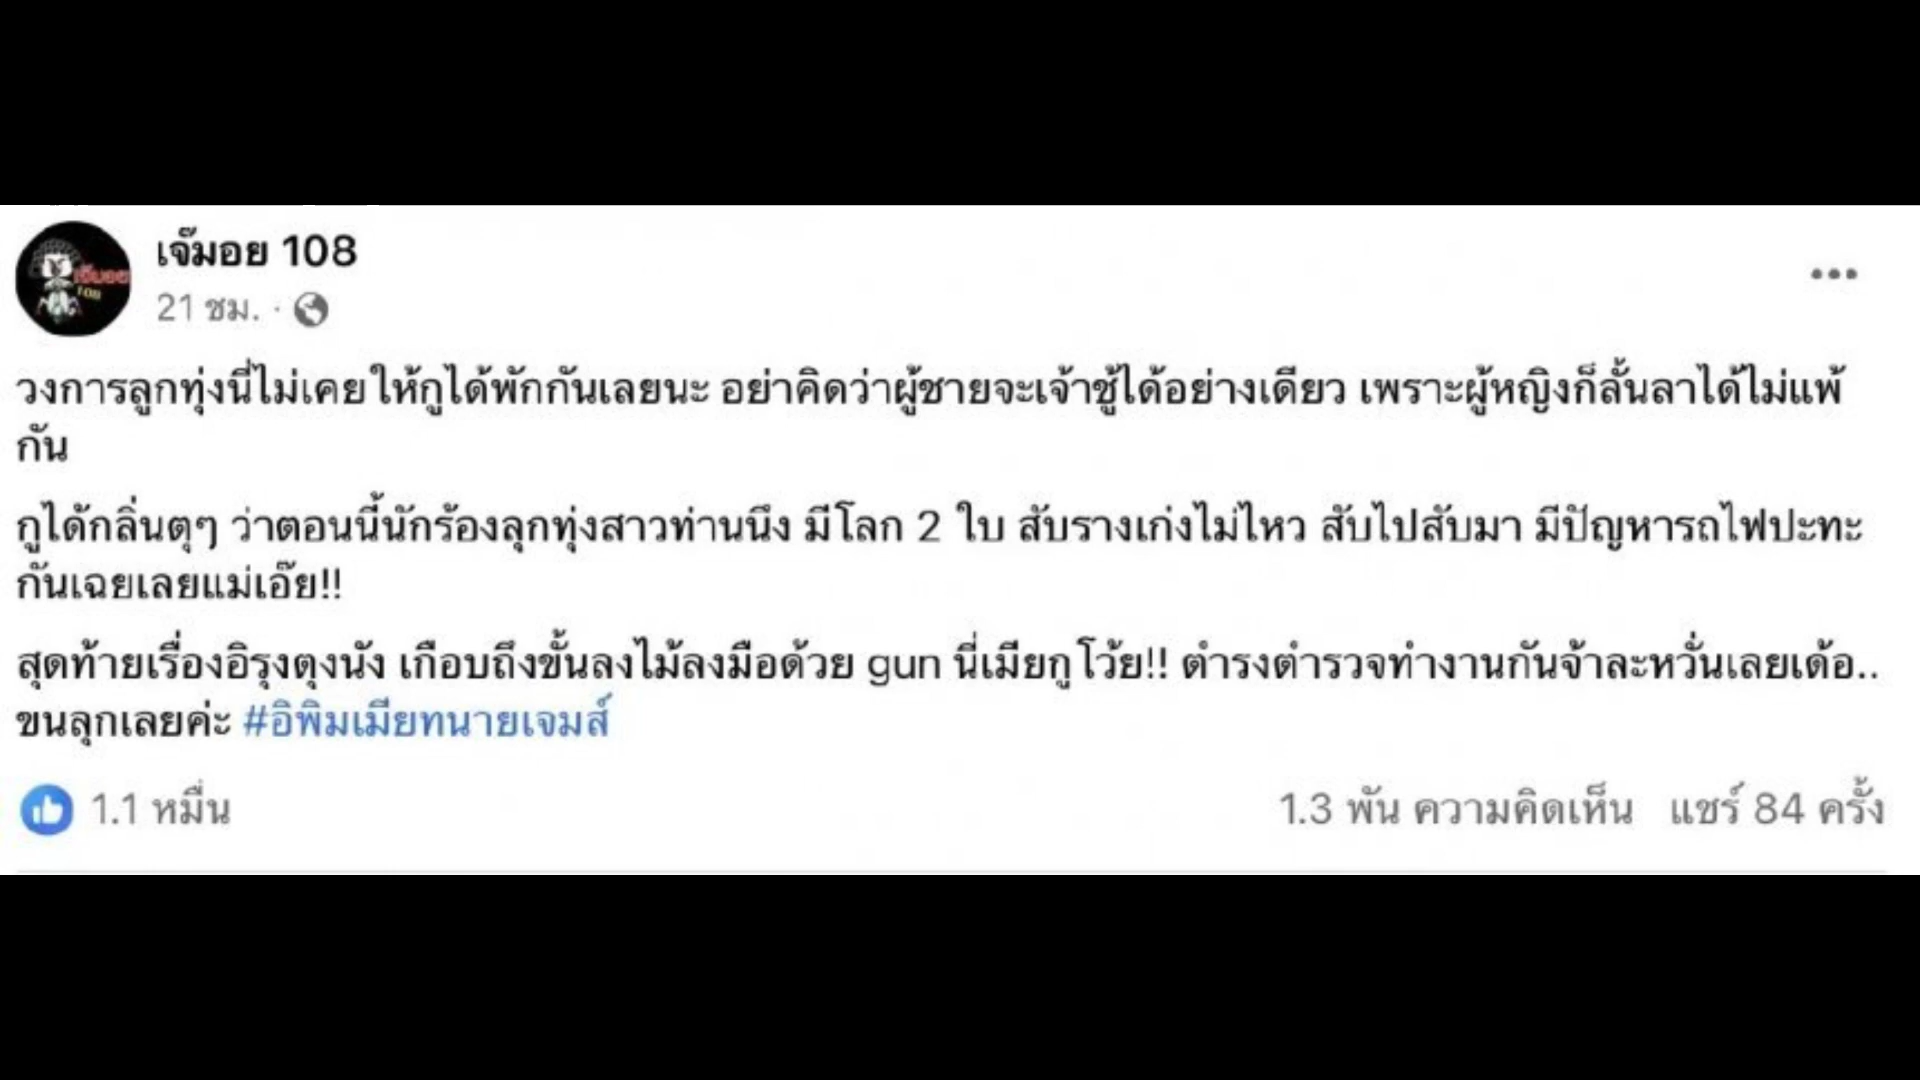 เจ๊มอย 108
21 ชม. ·
วงการลูกทุ่งนี่ไม่เคยให้กูได้พักกันเลยนะ อย่าคิดว่าผู้ชายจะเจ้าชู้ได้อย่างเดียว เพราะผู้หญิงก็ลั้นลาได้ไม่แพ้
กัน
กูได้กลิ่นตุๆ ว่าตอนนี้นักร้องลุกทุ่งสาวท่านนึง มีโลก 2 ใบ สับรางเก่งไม่ไหว สับไปสับมา มีปัญหารถไฟปะทะ
กันเฉยเลยแม่เอ๊ย!!
สุดท้ายเรื่องอิรุงตุงนัง เกือบถึงขั้นลงไม้ลงมือด้วย gun นี่เมียกูโว้ย!! ตำรงตำรวจทำงานกันจ้าละหวั่นเลยเด้อ..
ขนลุกเลยค่ะ #อิพิมเมียทนายเจมส์
1.1 หมื่น
1.3 พัน ความคิดเห็น แชร์ 84 ครั้ง